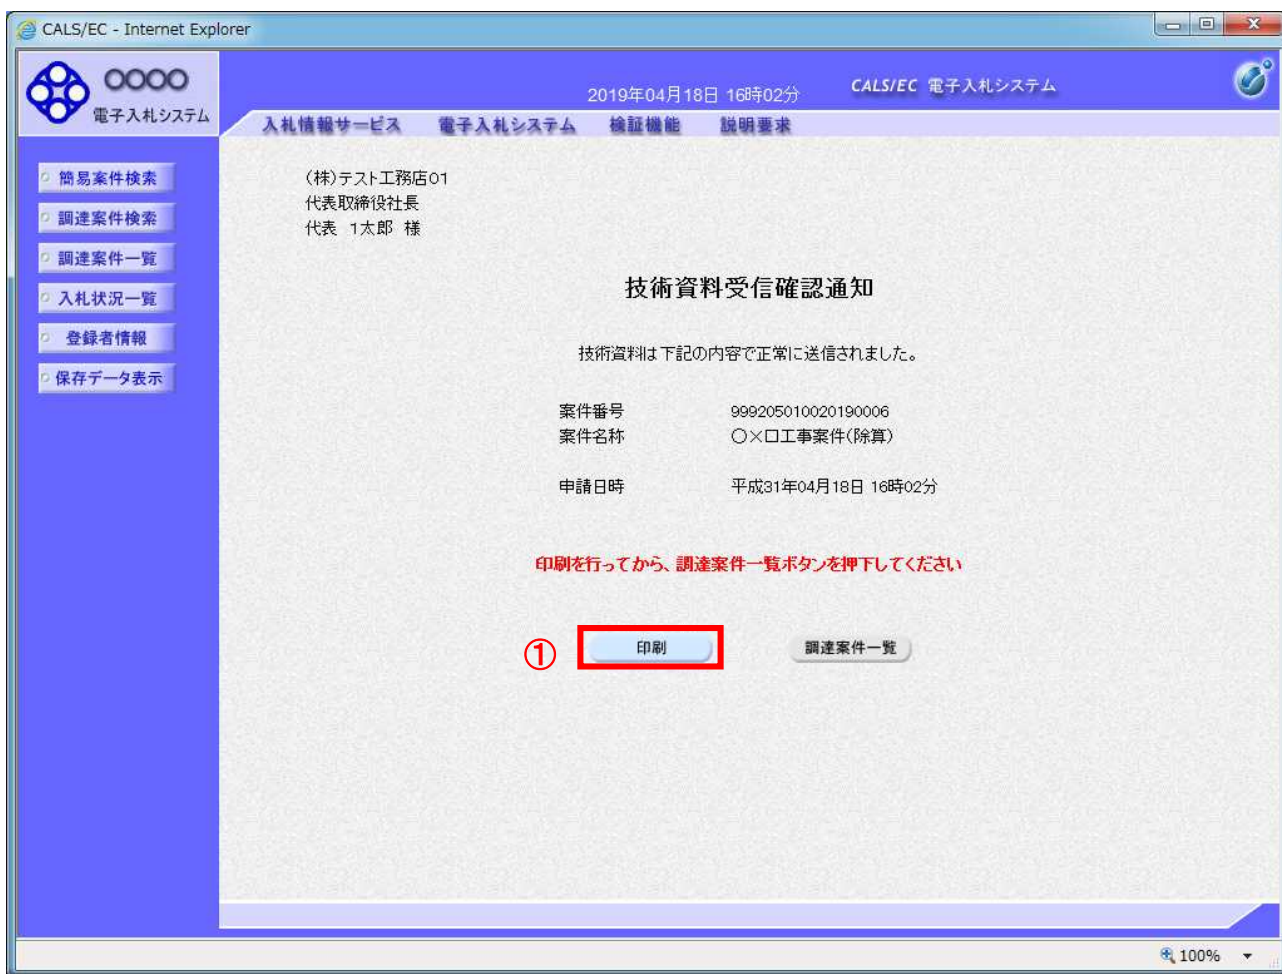 CALS/EC - Internet Explorer
○○○○
電子入札システム
2019年04月18日 16時02分
CALS/EC 電子入札システム
入札情報サービス 電子入札システム 検証機能 説明要求
簡易案件検索
調達案件検索
調達案件一覧
入札状況一覧
登録者情報
保存データ表示
(株)テスト工務店01
代表取締役社長
代表 1太郎 様
技術資料受信確認通知
技術資料は下記の内容で正常に送信されました。
案件番号 999205010020190006
案件名称 ○×口工事案件(除算)
申請日時 平成31年04月18日 16時02分
印刷を行ってから、調達案件一覧ボタンを押下してください
① 印刷 調達案件一覧
100%